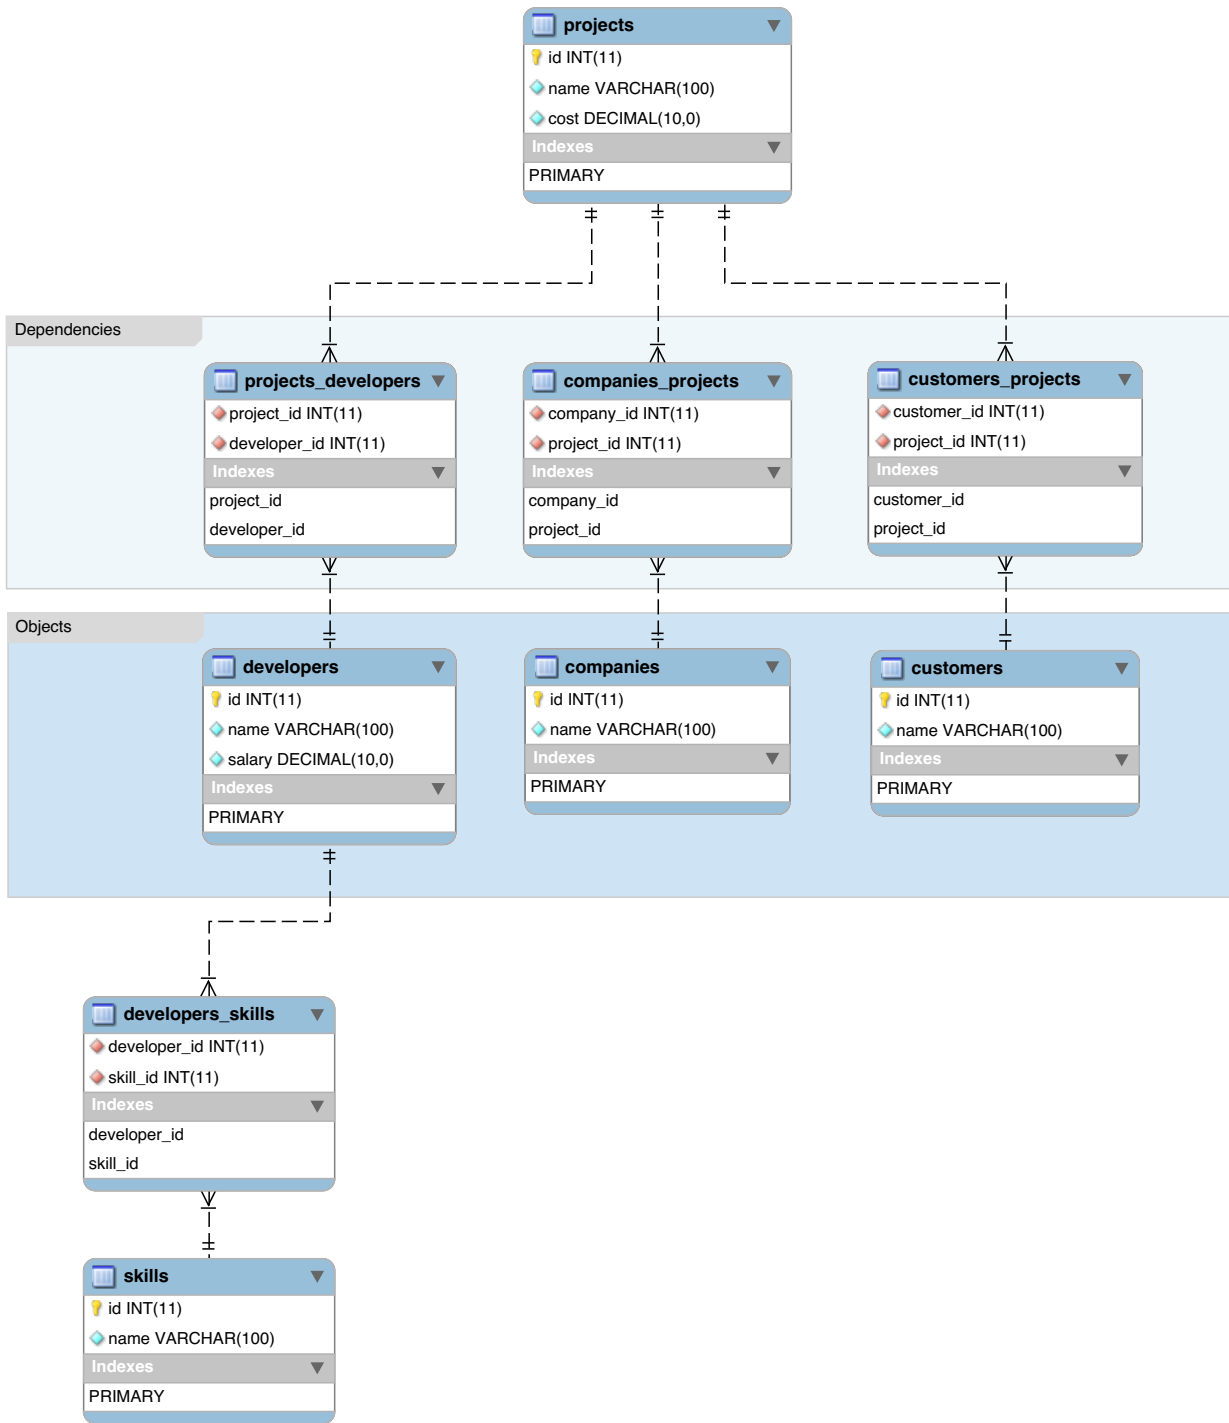 projects
id INT(11)
name VARCHAR(100)
cost DECIMAL(10,0)
Indexes
PRIMARY
Dependencies
projects_developers
project_id INT(11)
developer_id INT(11)
Indexes
project_id
developer_id
companies_projects
company_id INT(11)
project_id INT(11)
Indexes
company_id
project_id
customers_projects
customer_id INT(11)
project_id INT(11)
Indexes
customer_id
project_id
Objects
developers
id INT(11)
name VARCHAR(100)
salary DECIMAL(10,0)
Indexes
PRIMARY
companies
id INT(11)
name VARCHAR(100)
Indexes
PRIMARY
customers
id INT(11)
name VARCHAR(100)
Indexes
PRIMARY
developers_skills
developer_id INT(11)
skill_id INT(11)
Indexes
developer_id
skill_id
skills
id INT(11)
name VARCHAR(100)
Indexes
PRIMARY